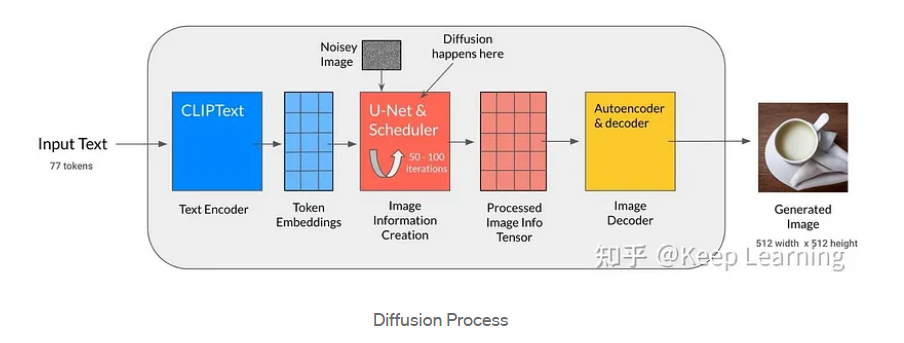 Noisey
Image
Diffusion
happens here
Input Text
77 tokens
CLIPText
Text Encoder
Token
Embeddings
U-Net &
Scheduler
50 - 100
iterations
Image
Information
Creation
Processed
Image Info
Tensor
Autoencoder
& decoder
Image
Decoder
Generated
Image
512 width x 512 height
知乎 @Keep Learning
Diffusion Process